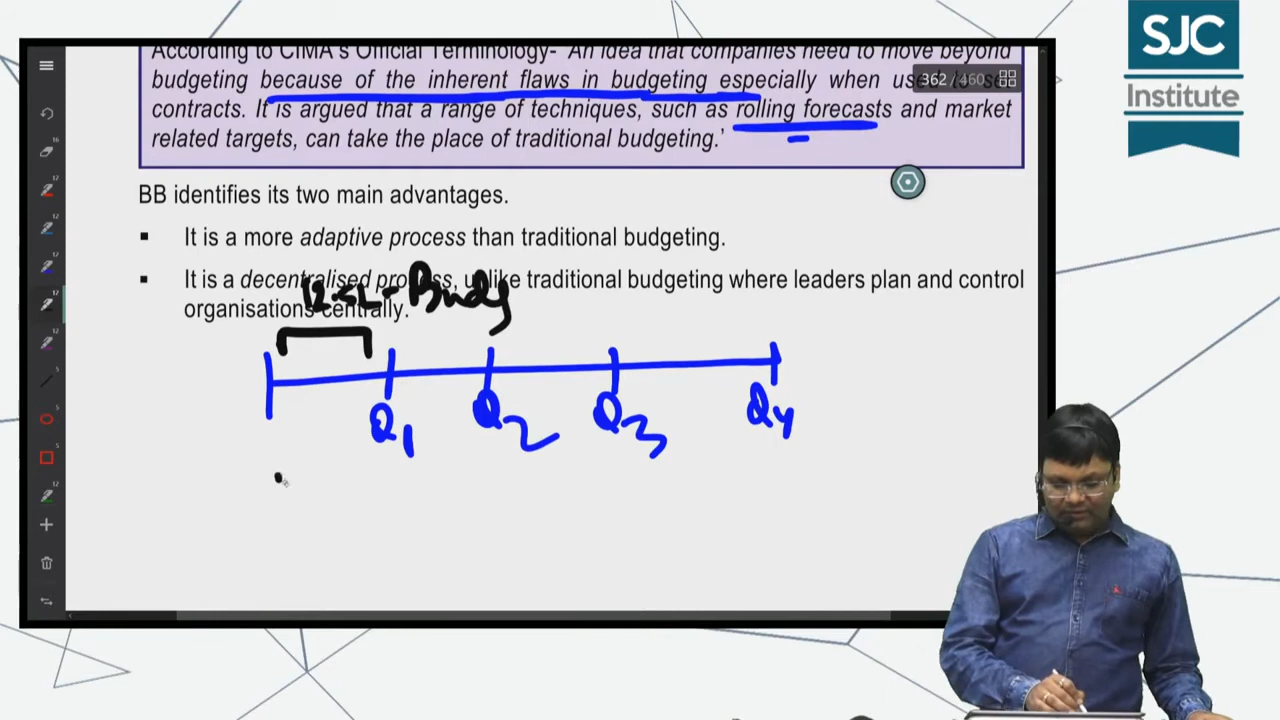 SJC
Institute
According to CIMA's Official Terminology- 'An idea that companies need to move beyond
budgeting because of the inherent flaws in budgeting especially when used to set
contracts. It is argued that a range of techniques, such as rolling forecasts and market
related targets, can take the place of traditional budgeting.'
362 / 460
BB identifies its two main advantages.
▪ It is a more adaptive process than traditional budgeting.
▪ It is a decentralised process, unlike traditional budgeting where leaders plan and control
organisations centrally.
Budg
Q1 Q2 Q3 Q4